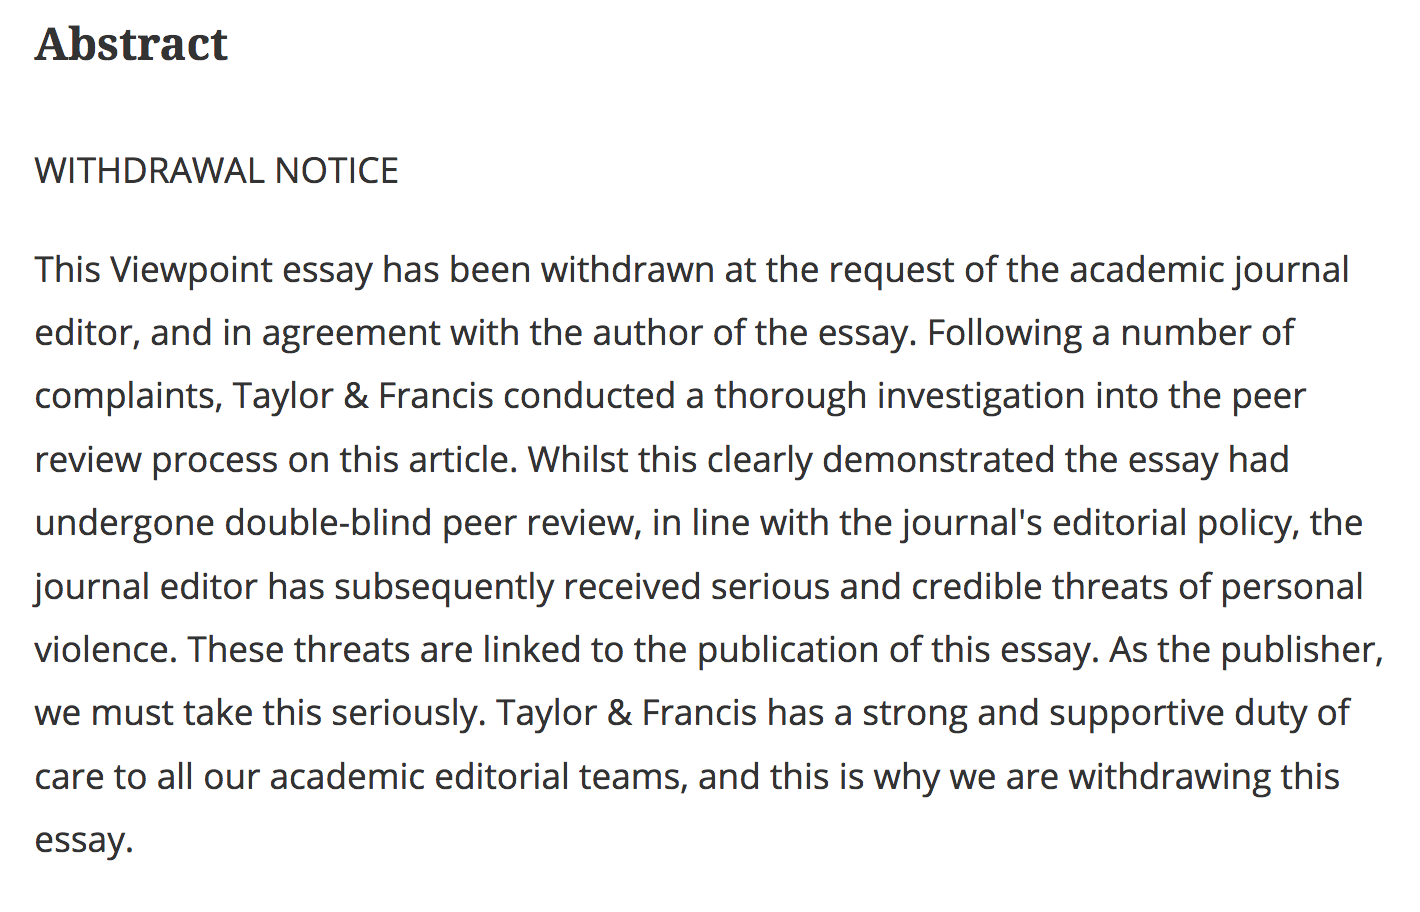 Abstract
WITHDRAWAL NOTICE
This Viewpoint essay has been withdrawn at the request of the academic journal
editor, and in agreement with the author of the essay. Following a number of
complaints, Taylor & Francis conducted a thorough investigation into the peer
review process on this article. Whilst this clearly demonstrated the essay had
undergone double-blind peer review, in line with the journal's editorial policy, the
journal editor has subsequently received serious and credible threats of personal
violence. These threats are linked to the publication of this essay. As the publisher,
we must take this seriously. Taylor & Francis has a strong and supportive duty of
care to all our academic editorial teams, and this is why we are withdrawing this
essay.